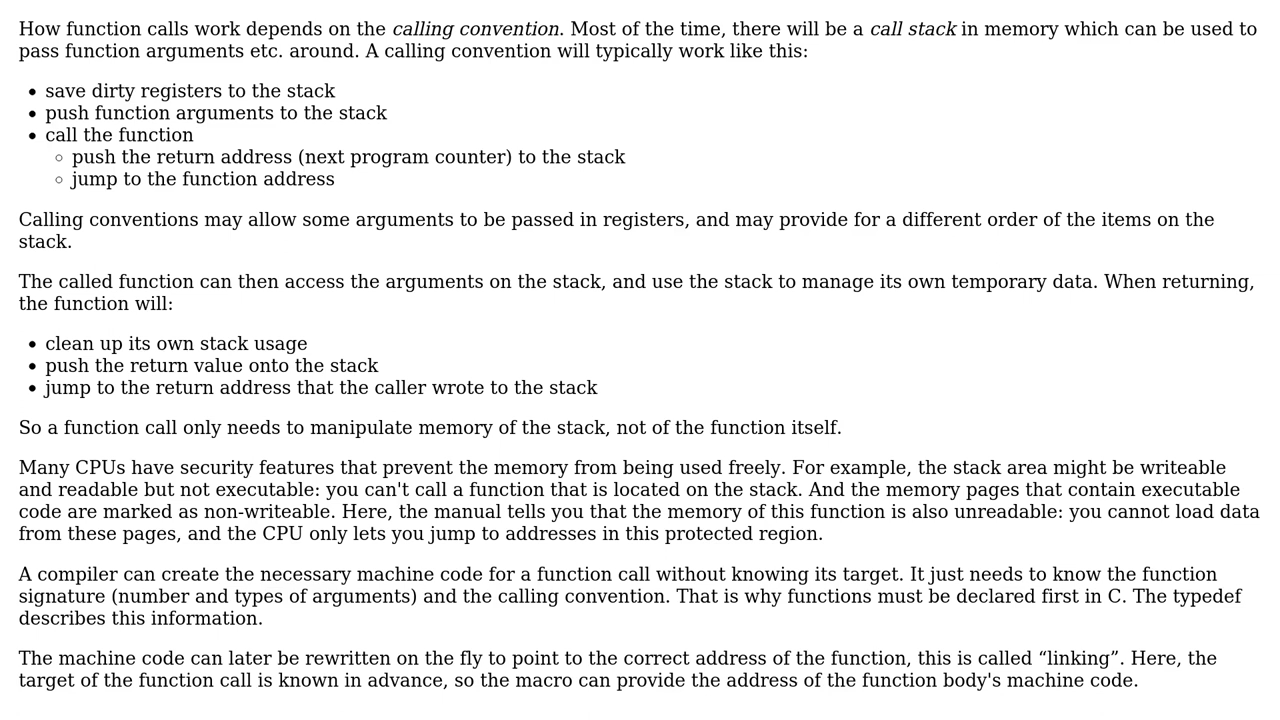 How function calls work depends on the calling convention. Most of the time, there will be a call stack in memory which can be used to
pass function arguments etc. around. A calling convention will typically work like this:
• save dirty registers to the stack
• push function arguments to the stack
• call the function
◦ push the return address (next program counter) to the stack
◦ jump to the function address
Calling conventions may allow some arguments to be passed in registers, and may provide for a different order of the items on the
stack.
The called function can then access the arguments on the stack, and use the stack to manage its own temporary data. When returning,
the function will:
• clean up its own stack usage
• push the return value onto the stack
• jump to the return address that the caller wrote to the stack
So a function call only needs to manipulate memory of the stack, not of the function itself.
Many CPUs have security features that prevent the memory from being used freely. For example, the stack area might be writeable
and readable but not executable: you can't call a function that is located on the stack. And the memory pages that contain executable
code are marked as non-writeable. Here, the manual tells you that the memory of this function is also unreadable: you cannot load data
from these pages, and the CPU only lets you jump to addresses in this protected region.
A compiler can create the necessary machine code for a function call without knowing its target. It just needs to know the function
signature (number and types of arguments) and the calling convention. That is why functions must be declared first in C. The typedef
describes this information.
The machine code can later be rewritten on the fly to point to the correct address of the function, this is called “linking”. Here, the
target of the function call is known in advance, so the macro can provide the address of the function body's machine code.